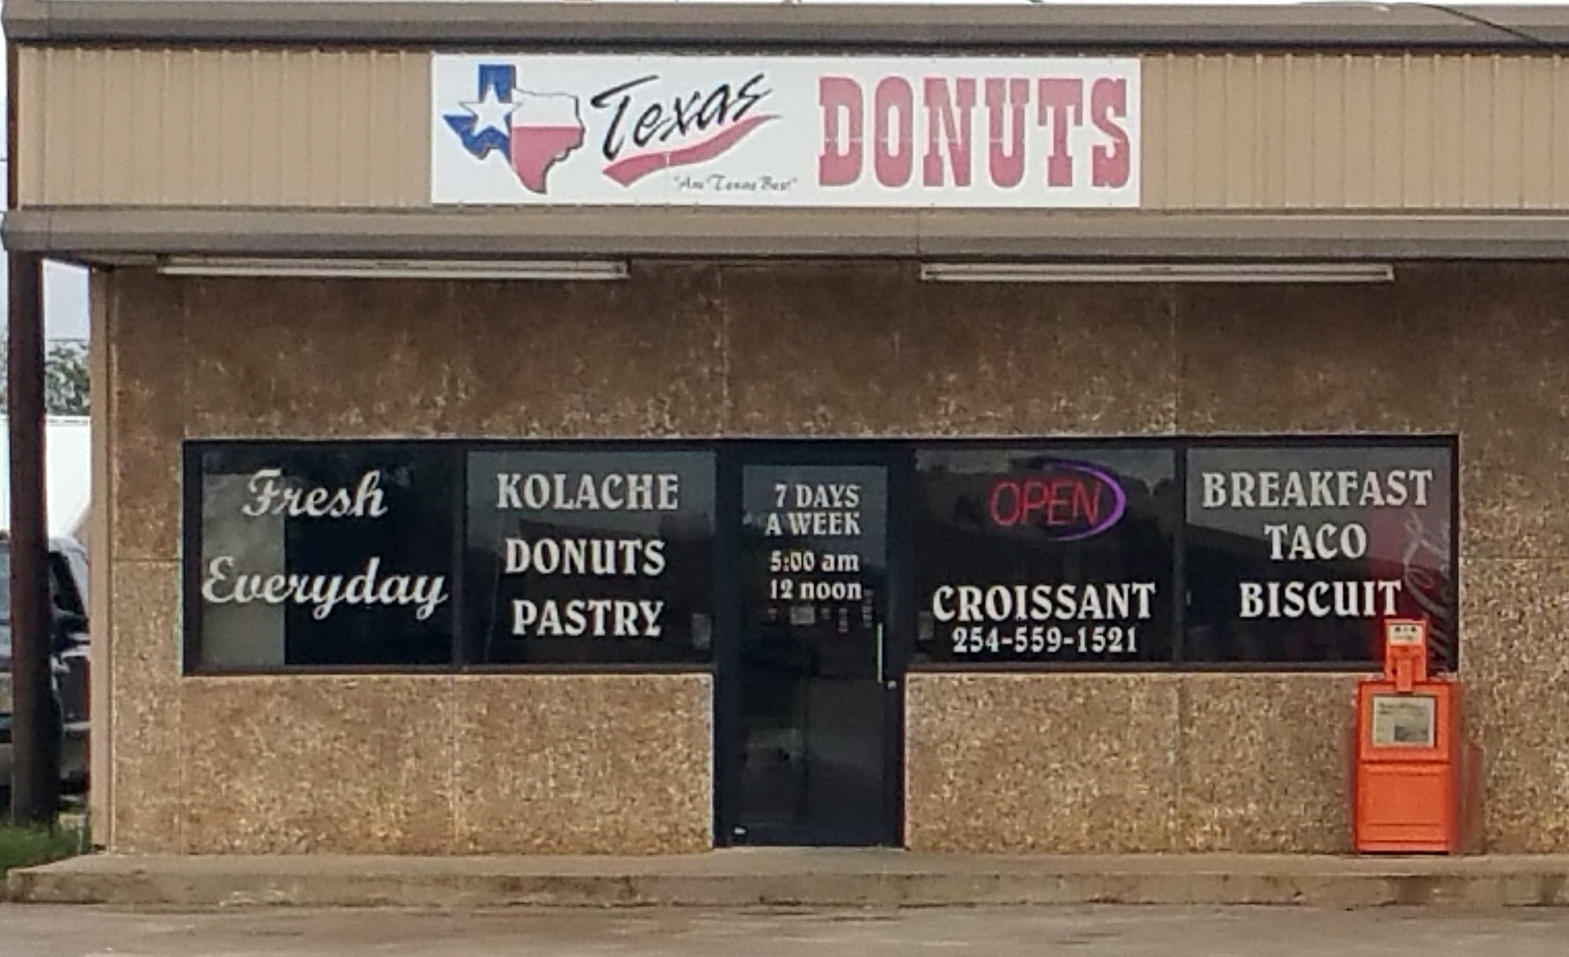 Texas DONUTS
Fresh
Everyday
KOLACHE
DONUTS
PASTRY
7 DAYS
A WEEK
5:00 am
12 noon
OPEN
CROISSANT
254-559-1521
BREAKFAST
TACO
BISCUIT